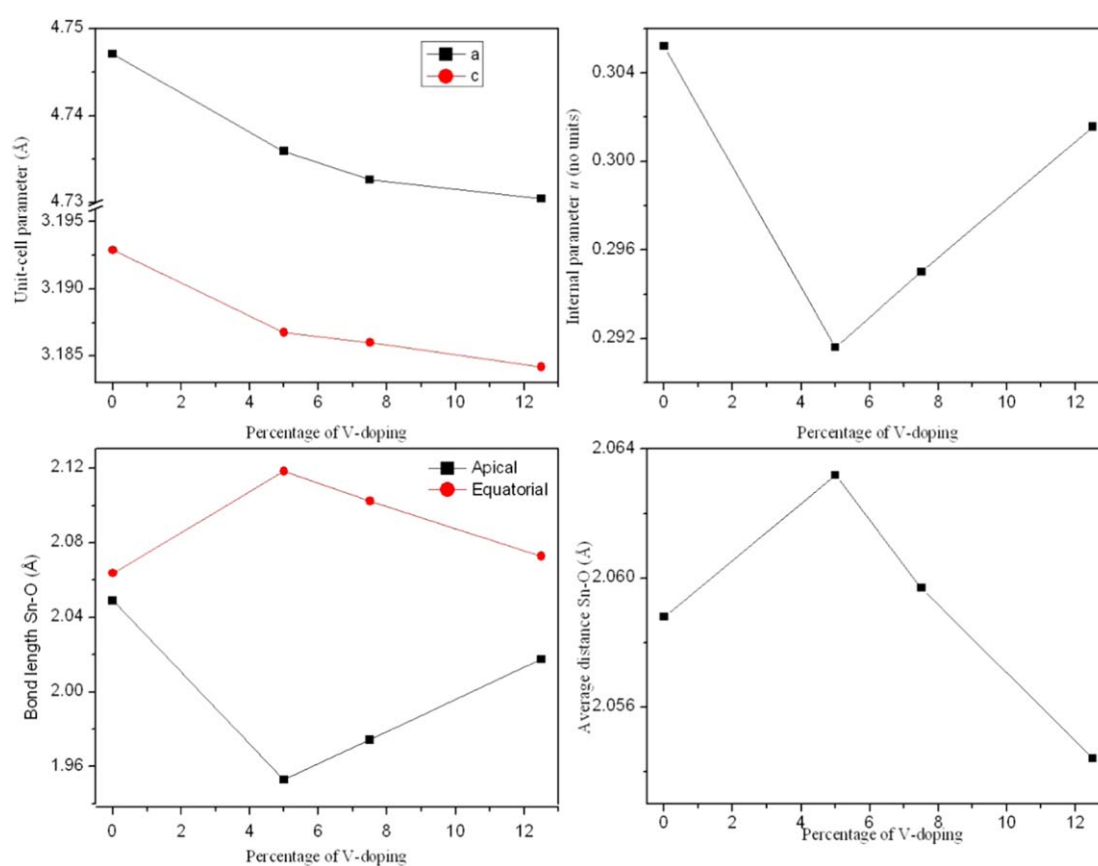 Unit-cell parameter (Å)
4.75
4.74
4.73
3.195
3.190
3.185
a
c
0 2 4 6 8 10 12
Percentage of V-doping
Internal parameter u (no units)
0.304
0.300
0.296
0.292
0 2 4 6 8 10 12
Percentage of V-doping
Bond length Sn-O (Å)
2.12
2.08
2.04
2.00
1.96
Apical
Equatorial
0 2 4 6 8 10 12
Percentage of V-doping
Average distance Sn-O (Å)
2.064
2.060
2.056
0 2 4 6 8 10 12
Percentage of V-doping